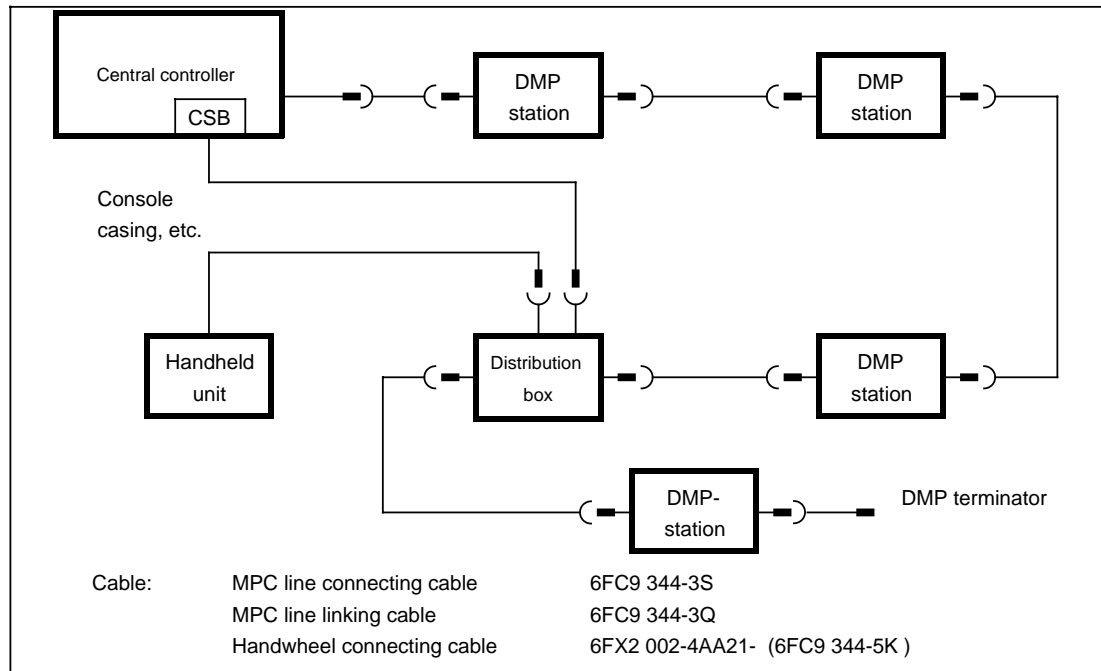 Central controller
CSB
DMP
station
DMP
station
Console
casing, etc.
Handheld
unit
Distribution
box
DMP
station
DMP-
station
DMP terminator
Cable: MPC line connecting cable 6FC9 344-3S
MPC line linking cable 6FC9 344-3Q
Handwheel connecting cable 6FX2 002-4AA21- (6FC9 344-5K )